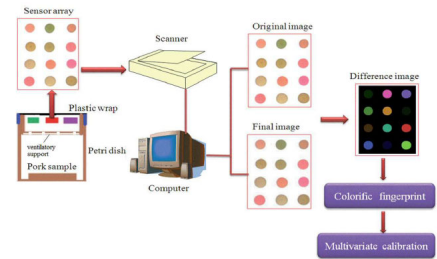 Sensor array
Scanner
Original image
Difference image
Plastic wrap
ventilatory
support
Petri dish
Pork sample
Computer
Final image
Colorific fingerprint
Multivariate calibration